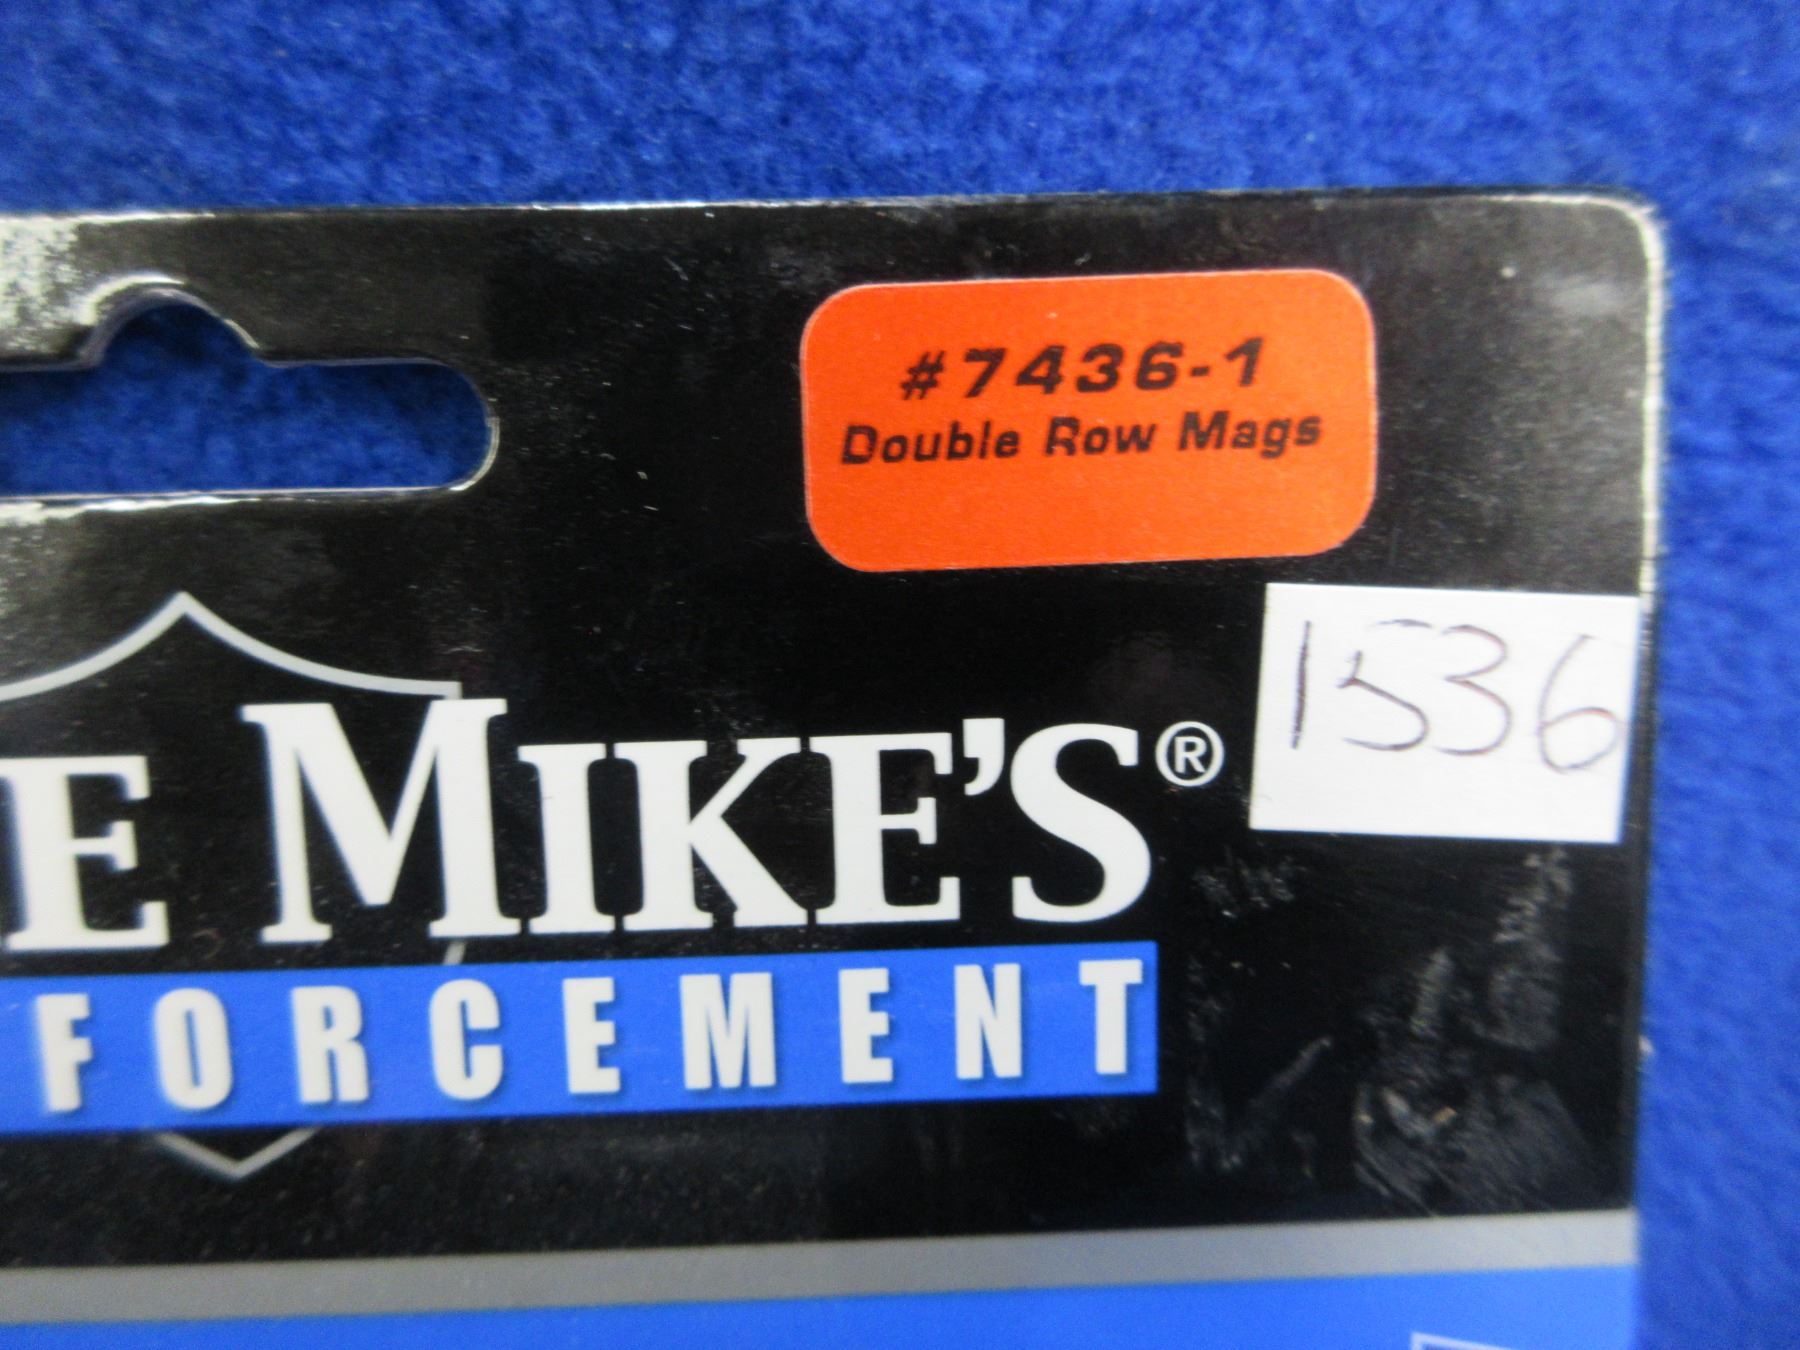 #7436-1
Double Row Mags
1536
E MIKE'S®
FORCEMENT